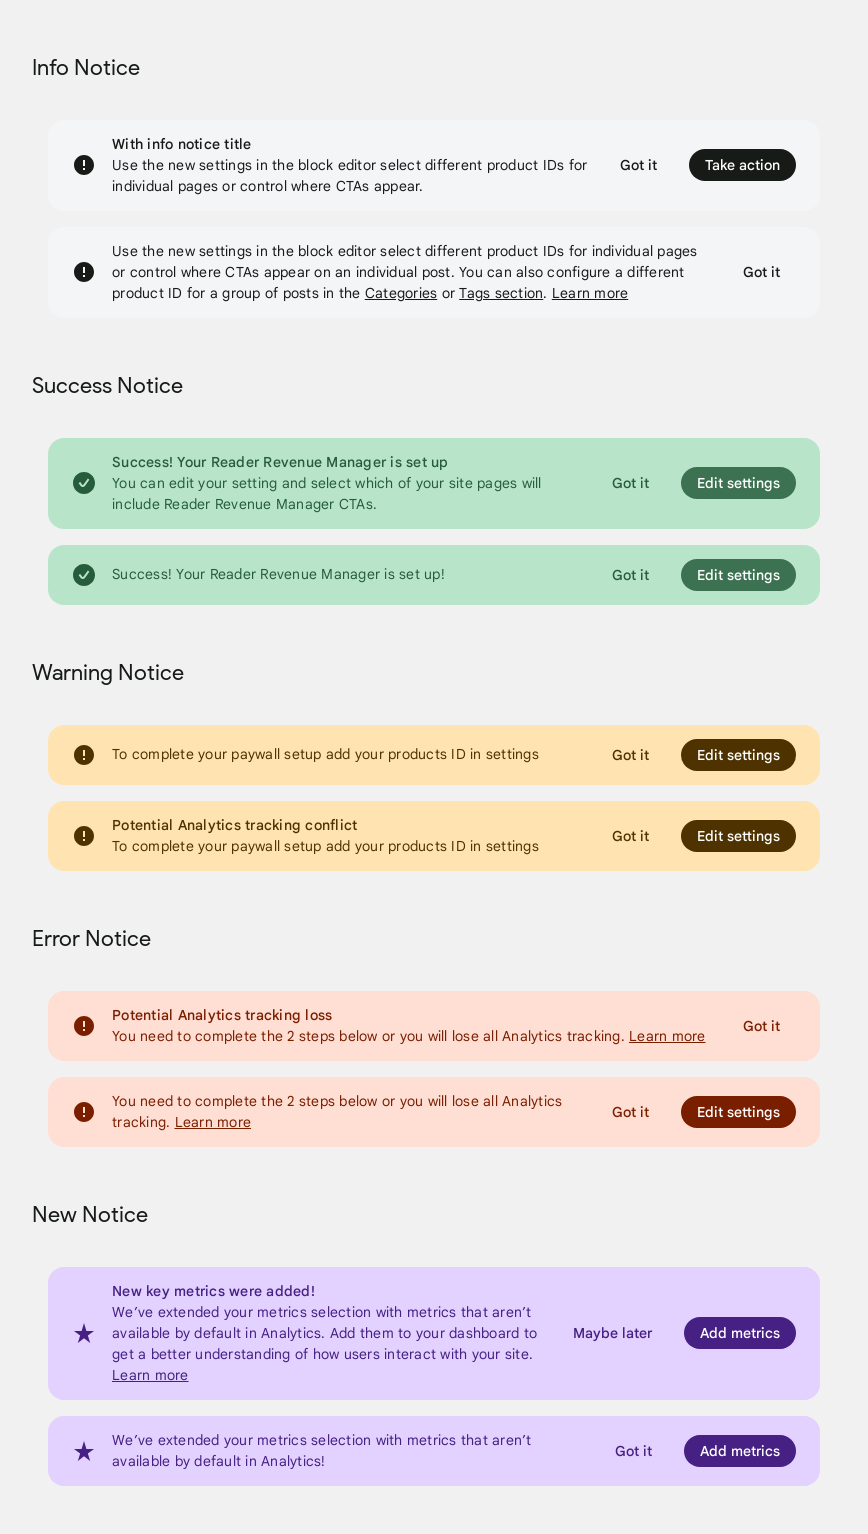 Info Notice
With info notice title
Use the new settings in the block editor select different product IDs for
individual pages or control where CTAs appear.
Got it
Take action
Use the new settings in the block editor select different product IDs for individual pages
or control where CTAs appear on an individual post. You can also configure a different
product ID for a group of posts in the Categories or Tags section. Learn more
Got it
Success Notice
Success! Your Reader Revenue Manager is set up
You can edit your setting and select which of your site pages will
include Reader Revenue Manager CTAs.
Got it
Edit settings
Success! Your Reader Revenue Manager is set up!
Got it
Edit settings
Warning Notice
To complete your paywall setup add your products ID in settings
Got it
Edit settings
Potential Analytics tracking conflict
To complete your paywall setup add your products ID in settings
Got it
Edit settings
Error Notice
Potential Analytics tracking loss
You need to complete the 2 steps below or you will lose all Analytics tracking. Learn more
Got it
You need to complete the 2 steps below or you will lose all Analytics
tracking. Learn more
Got it
Edit settings
New Notice
New key metrics were added!
We’ve extended your metrics selection with metrics that aren’t
available by default in Analytics. Add them to your dashboard to
get a better understanding of how users interact with your site.
Learn more
Maybe later
Add metrics
We’ve extended your metrics selection with metrics that aren’t
available by default in Analytics!
Got it
Add metrics